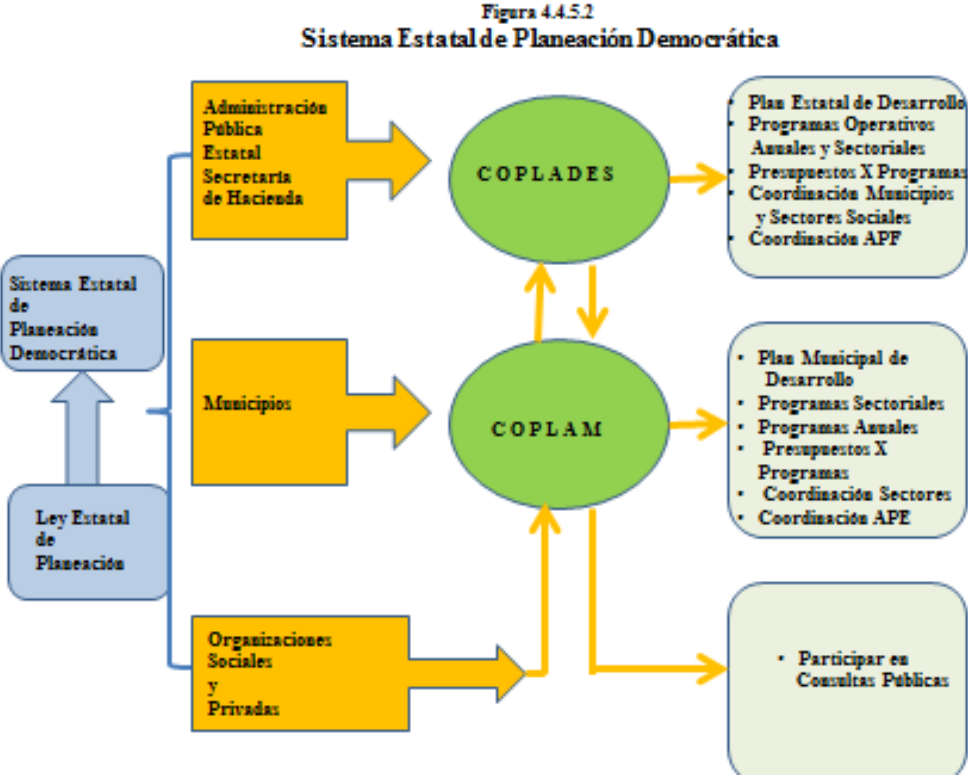 Figura 4.4.5.2
Sistema Estatal de Planeación Democrática
Sistema Estatal
de
Planeación
Democrática
Ley Estatal
de
Planeación
Administración
Pública
Estatal
Secretaría
de Hacienda
COPLADES
• Plan Estatal de Desarrollo
• Programas Operativos
Anuales y Sectoriales
• Presupuestos X Programas
• Coordinación Municipios
y Sectores Sociales
• Coordinación APF
Municipios
COPLAM
• Plan Municipal de
Desarrollo
• Programas Sectoriales
• Programas Anuales
• Presupuestos X
Programas
• Coordinación Sectores
• Coordinación APE
Organizaciones
Sociales
y
Privadas
• Participar en
Consultas Públicas